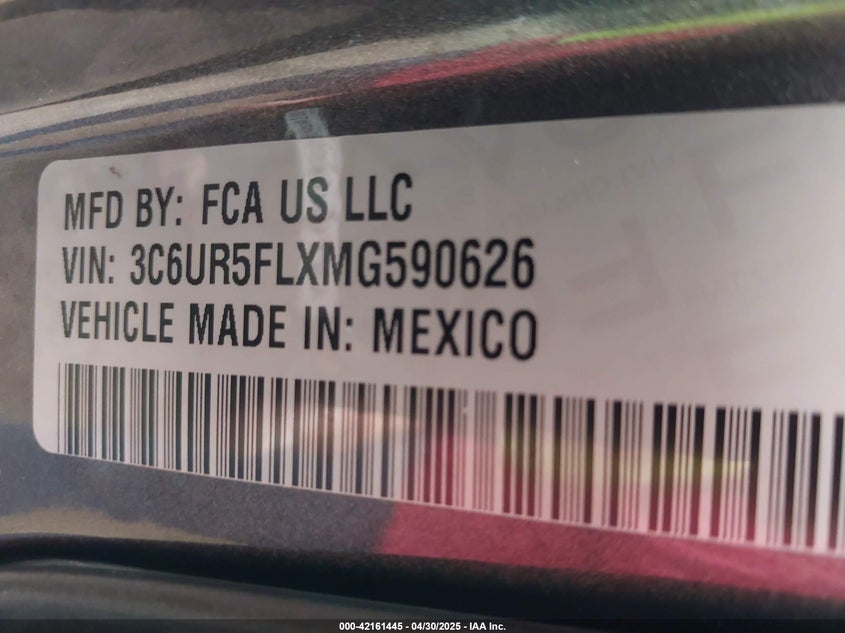 MFD BY: FCA US LLC
VIN: 3C6UR5FLXMG590626
VEHICLE MADE IN: MEXICO
000-42161445 - 04/30/2025 - IAA Inc.